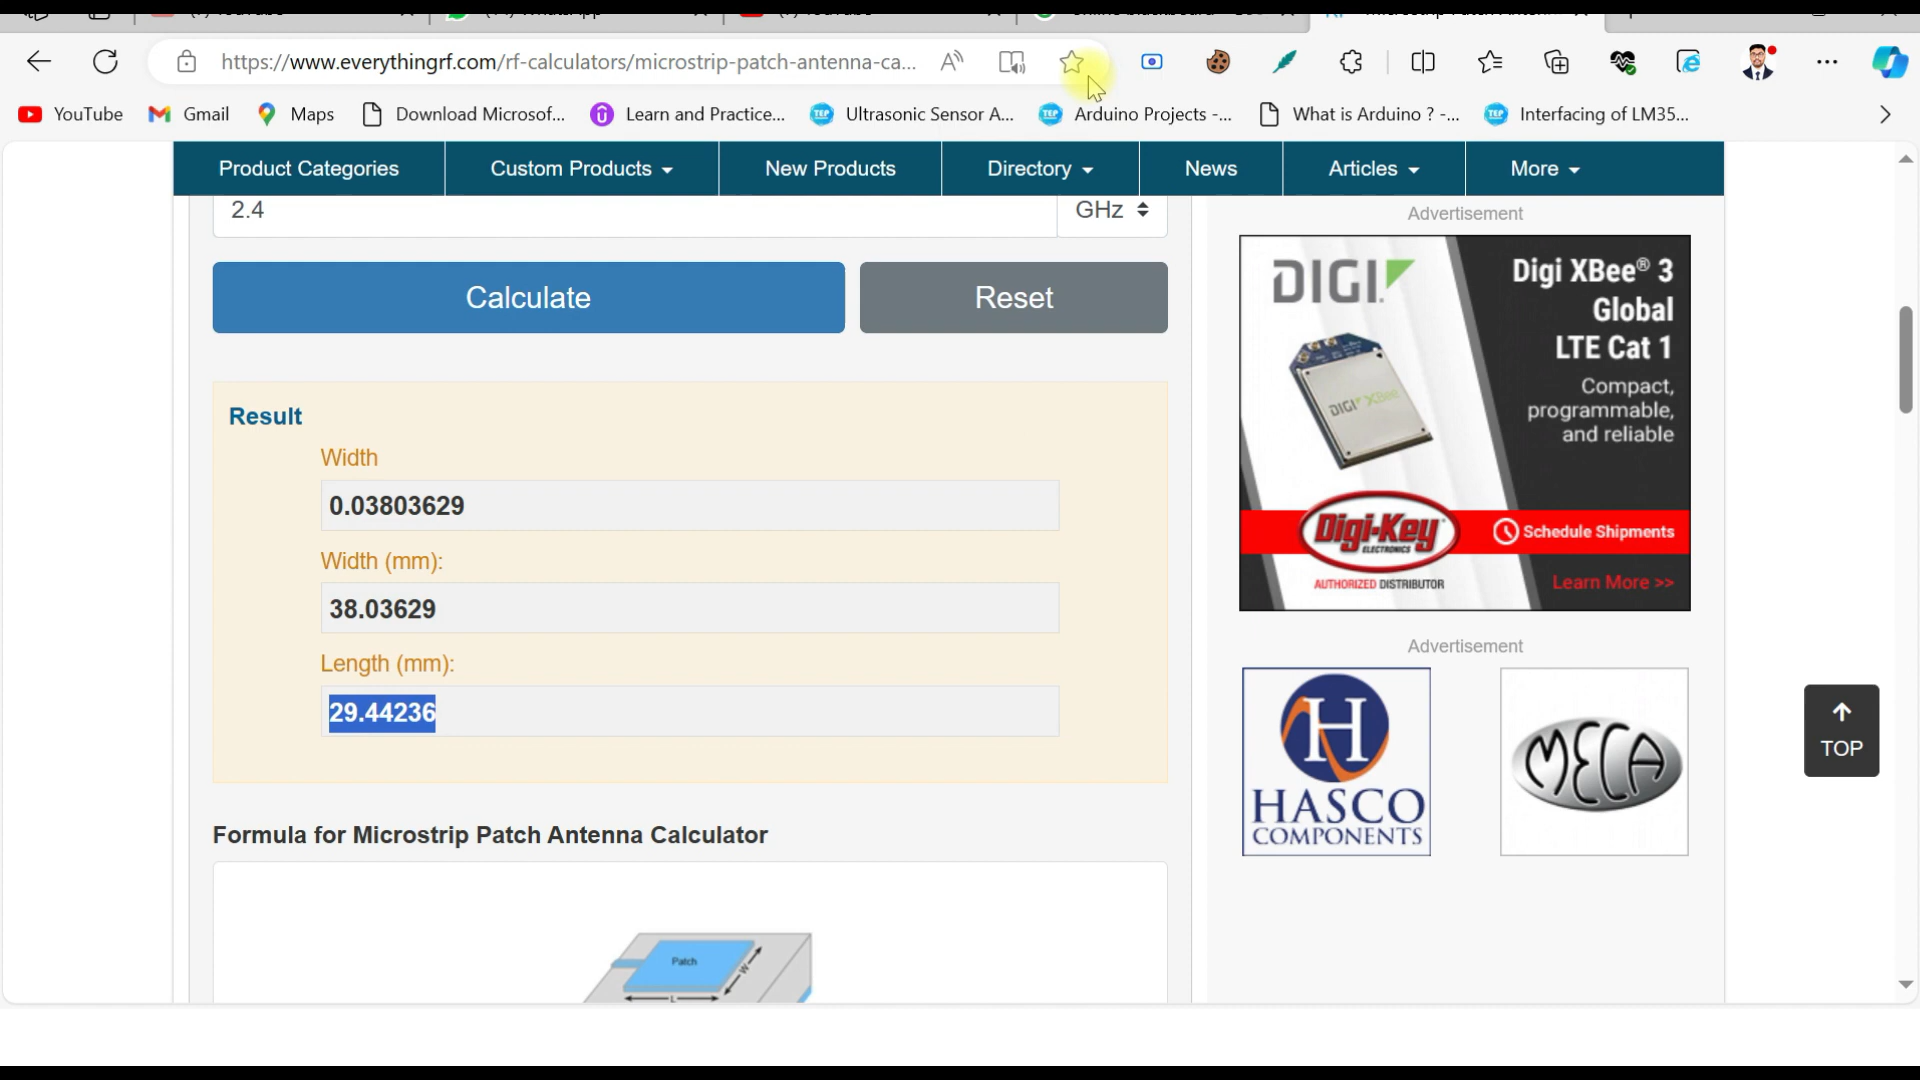 https://www.everythingrf.com/rf-calculators/microstrip-patch-antenna-ca...
YouTube
Gmail
Maps
Download Microsof...
Learn and Practice...
Ultrasonic Sensor A...
Arduino Projects -...
What is Arduino ? -...
Interfacing of LM35...
Product Categories
Custom Products
New Products
Directory
News
Articles
More
2.4
GHz
Calculate
Reset
Result
Width
0.03803629
Width (mm):
38.03629
Length (mm):
29.44236
Formula for Microstrip Patch Antenna Calculator
Patch
W
L
Advertisement
DIGI
Digi XBee® 3
Global
LTE Cat 1
Compact,
programmable,
and reliable
DIGI XBee
Digi-Key
ELECTRONICS
AUTHORIZED DISTRIBUTOR
Schedule Shipments
Learn More >>
Advertisement
H
HASCO
COMPONENTS
MECA
TOP